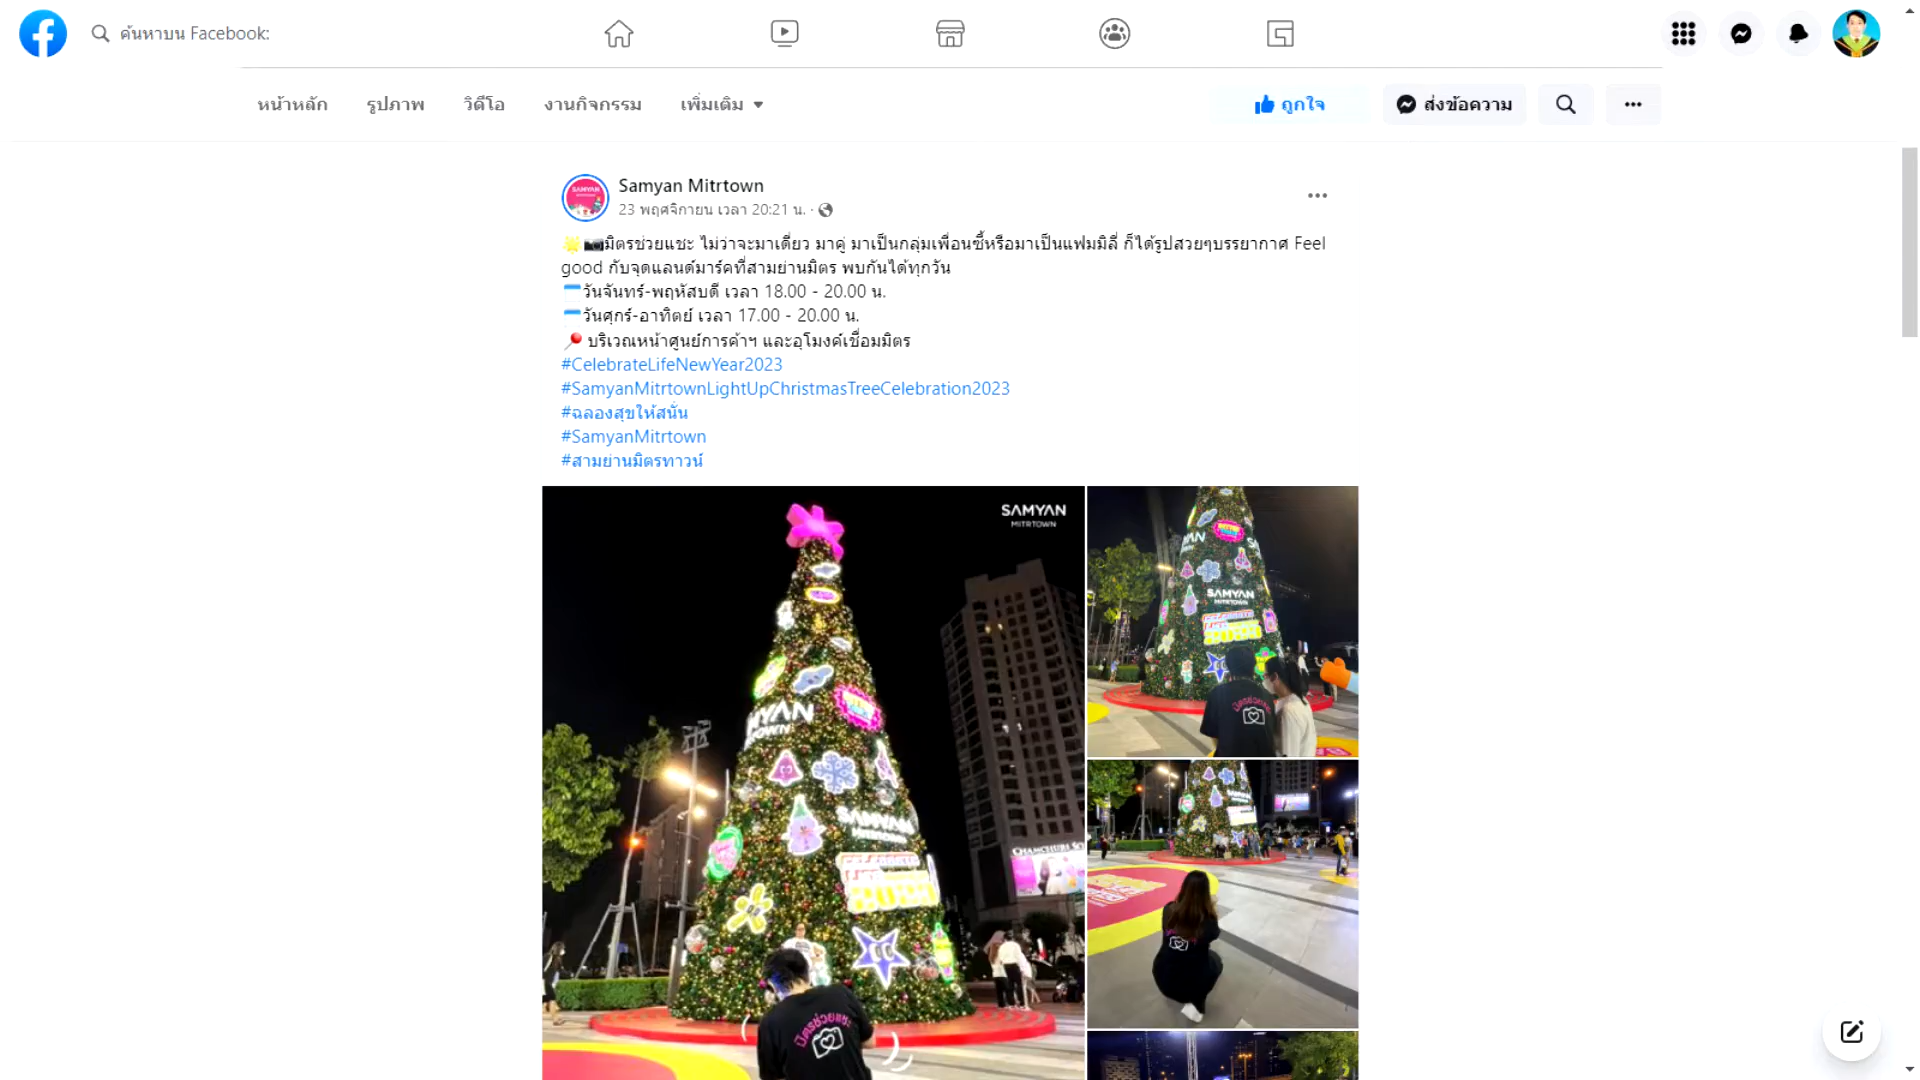 ค้นหาบน Facebook:
หน้าหลัก
รูปภาพ
วิดีโอ
งานกิจกรรม
เพิ่มเติม
ถูกใจ
ส่งข้อความ
Samyan Mitrtown
23 พฤศจิกายน เวลา 20:21 น. ·
มิตรช่วยแชะ ไม่ว่าจะมาเดี่ยว มาคู่ มาเป็นกลุ่มเพื่อนซี้หรือมาเป็นแฟมมิลี่ ก็ได้รูปสวยๆบรรยากาศ Feel
good กับจุดแลนด์มาร์คที่สามย่านมิตร พบกันได้ทุกวัน
วันจันทร์-พฤหัสบดี เวลา 18.00 - 20.00 น.
วันศุกร์-อาทิตย์ เวลา 17.00 - 20.00 น.
บริเวณหน้าศูนย์การค้าฯ และอุโมงค์เชื่อมมิตร
#CelebrateLifeNewYear2023
#SamyanMitrtownLightUpChristmasTreeCelebration2023
#ฉลองสุขให้สนั่น
#SamyanMitrtown
#สามย่านมิตรทาวน์
SAMYAN
MITRTOWN
SAMYAN
MITRTOWN
SAMYAN
MITRTOWN
CHAMCHURI
มิตรช่วยแชะ